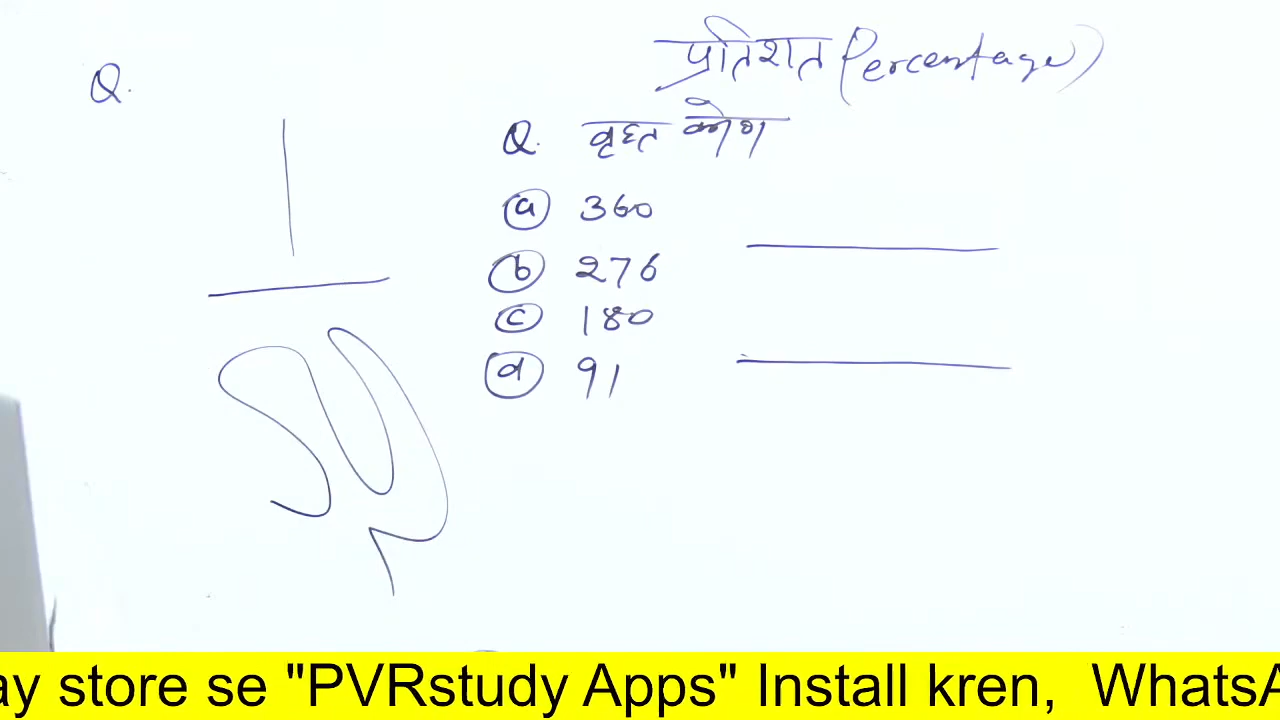 प्रतिशत (Percentage)
Q.
Q. वृहत कोण
(a) 360
(b) 276
(c) 180
(d) 91
ay store se "PVRstudy Apps" Install kren, WhatsA